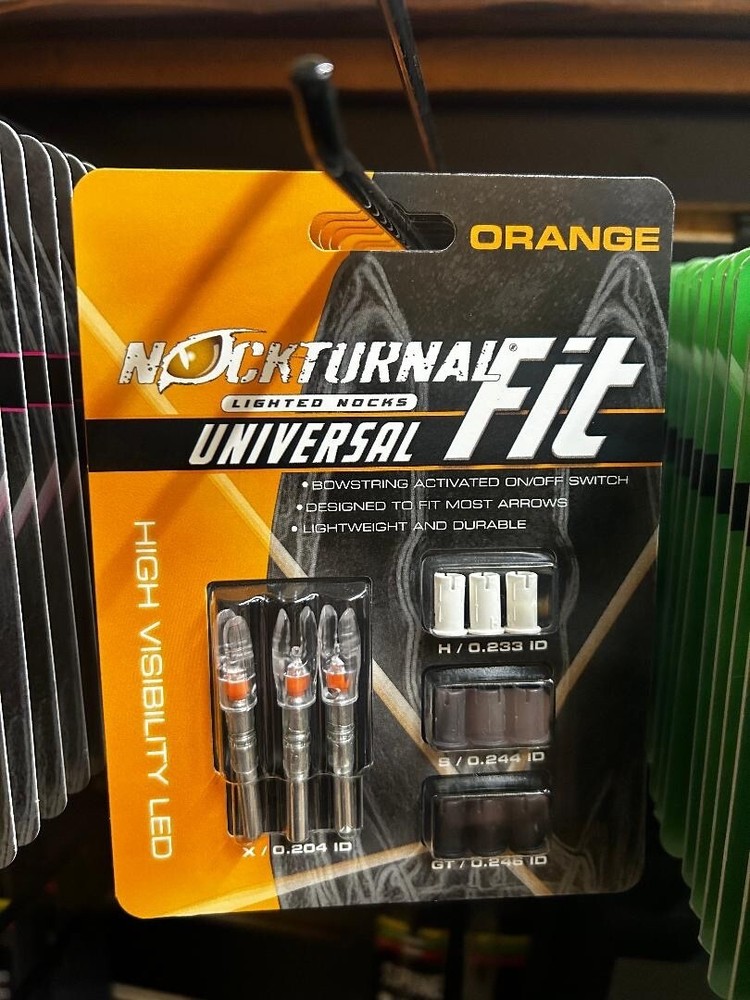 ORANGE
NOCKTURNAL®
Fit
LIGHTED NOCKS
UNIVERSAL
• BOWSTRING ACTIVATED ON/OFF SWITCH
• DESIGNED TO FIT MOST ARROWS
• LIGHTWEIGHT AND DURABLE
HIGH VISIBILITY LED
H / 0.233 ID
S / 0.244 ID
X / 0.204 ID
GT / 0.246 ID